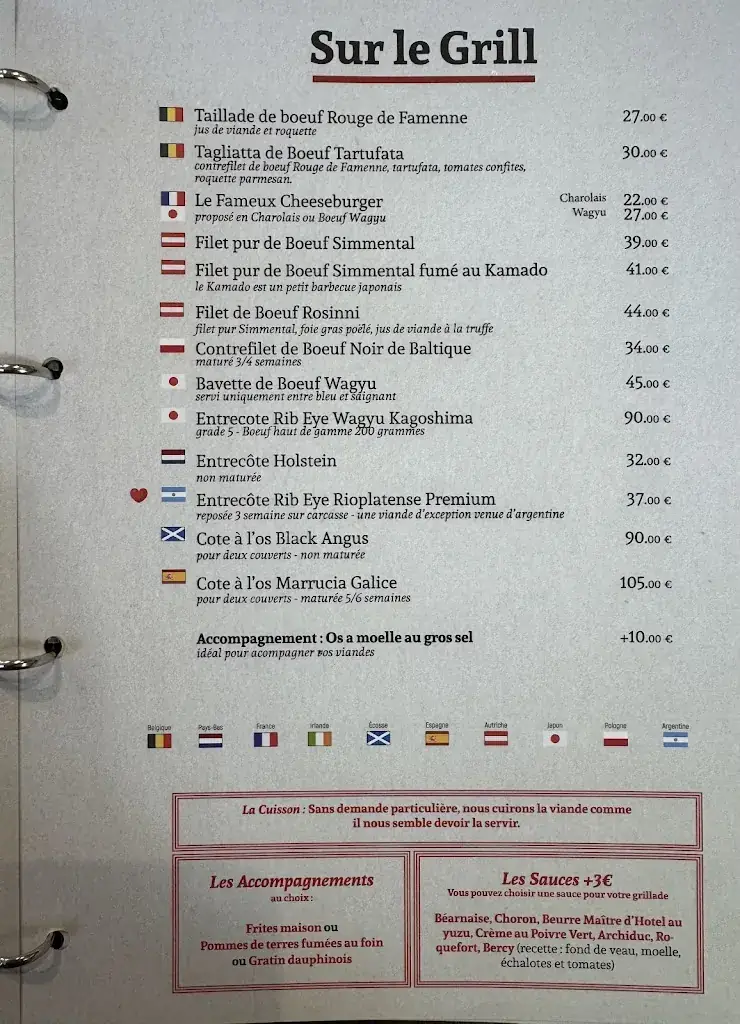 Sur le Grill
Taillade de boeuf Rouge de Famenne 27.00 €
jus de viande et roquette
Tagliatta de Boeuf Tartufata 30.00 €
contrefilet de boeuf Rouge de Famenne, tartufata, tomates confites,
roquette parmesan.
Le Fameux Cheeseburger Charolais 22.00 €
proposé en Charolais ou Boeuf Wagyu Wagyu 27.00 €
Filet pur de Boeuf Simmental 39.00 €
Filet pur de Boeuf Simmental fumé au Kamado 41.00 €
le Kamado est un petit barbecue japonais
Filet de Boeuf Rosinni 44.00 €
filet pur Simmental, foie gras poêlé, jus de viande à la truffe
Contrefilet de Boeuf Noir de Baltique 34.00 €
maturé 3/4 semaines
Bavette de Boeuf Wagyu 45.00 €
servi uniquement entre bleu et saignant
Entrecote Rib Eye Wagyu Kagoshima 90.00 €
grade 5 - Boeuf haut de gamme 200 grammes
Entrecôte Holstein 32.00 €
non maturée
Entrecôte Rib Eye Rioplatense Premium 37.00 €
reposée 3 semaine sur carcasse - une viande d'exception venue d'argentine
Cote à l'os Black Angus 90.00 €
pour deux couverts - non maturée
Cote à l'os Marrucia Galice 105.00 €
pour deux couverts - maturée 5/6 semaines
Accompagnement : Os a moelle au gros sel +10.00 €
idéal pour acompagner vos viandes
Belgique Pays-Bas France Irlande Écosse Espagne Autriche Japon Pologne Argentine
La Cuisson : Sans demande particulière, nous cuirons la viande comme
il nous semble devoir la servir.
Les Accompagnements
au choix :
Frites maison ou
Pommes de terres fumées au foin
ou Gratin dauphinois
Les Sauces +3€
Vous pouvez choisir une sauce pour votre grillade
Béarnaise, Choron, Beurre Maître d'Hotel au
yuzu, Crème au Poivre Vert, Archiduc, Ro-
quefort, Bercy (recette : fond de veau, moelle,
échalotes et tomates)